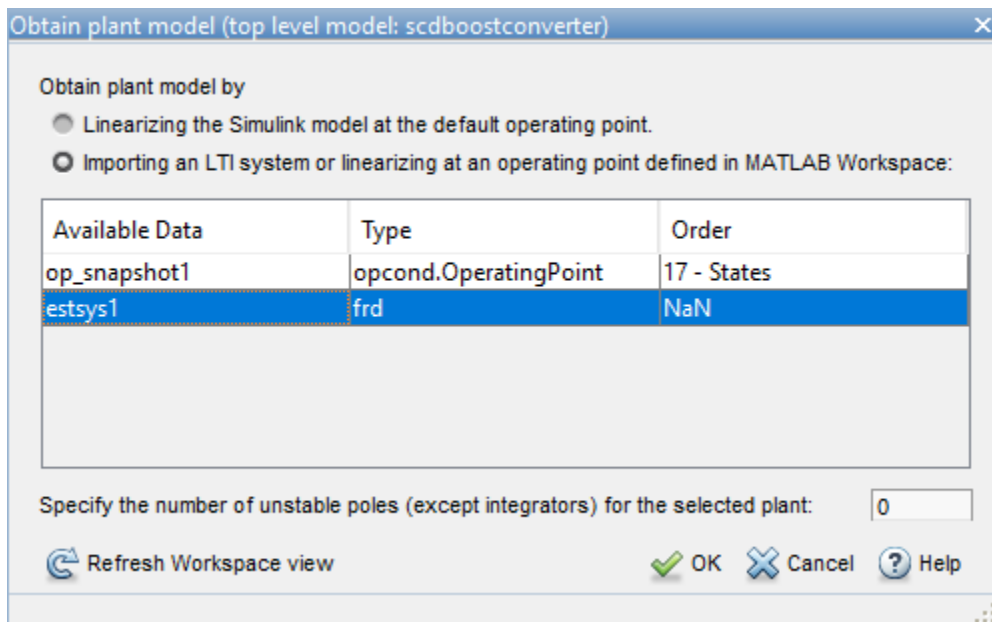 Obtain plant model (top level model: scdboostconverter)
Obtain plant model by
Linearizing the Simulink model at the default operating point.
Importing an LTI system or linearizing at an operating point defined in MATLAB Workspace:
Available Data Type Order
op_snapshot1 opcond.OperatingPoint 17 - States
estsys1 frd NaN
Specify the number of unstable poles (except integrators) for the selected plant: 0
Refresh Workspace view OK Cancel ? Help